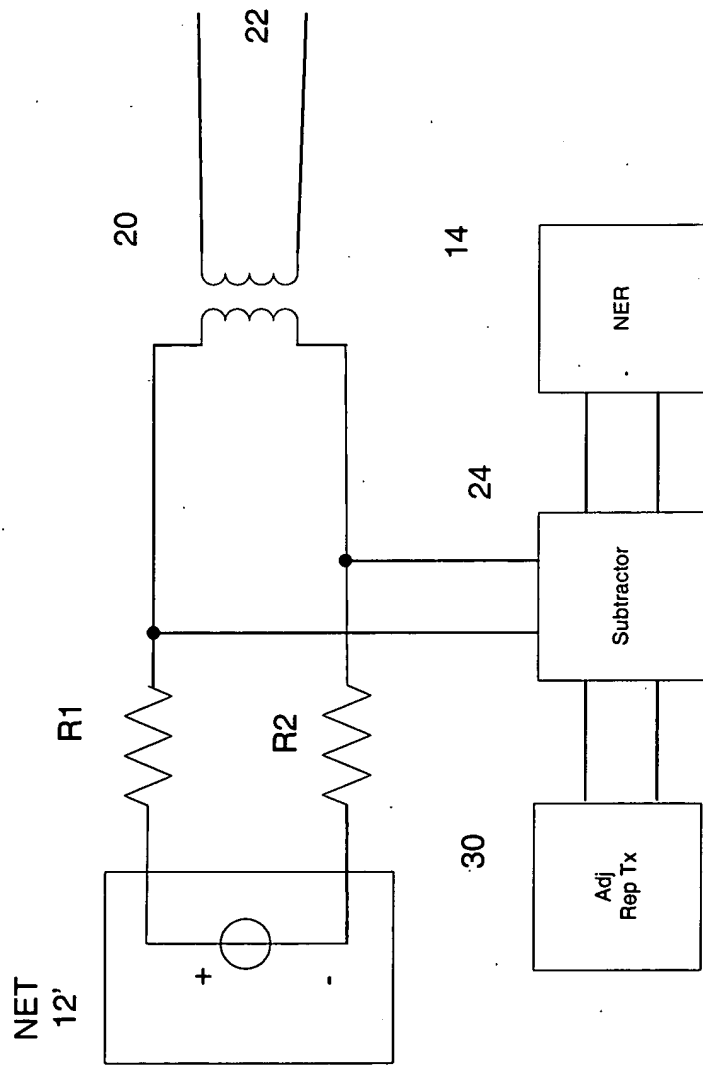 NET
12'
+
-
R1
R2
20
22
30
Adj
Rep Tx
24
Subtractor
14
NER